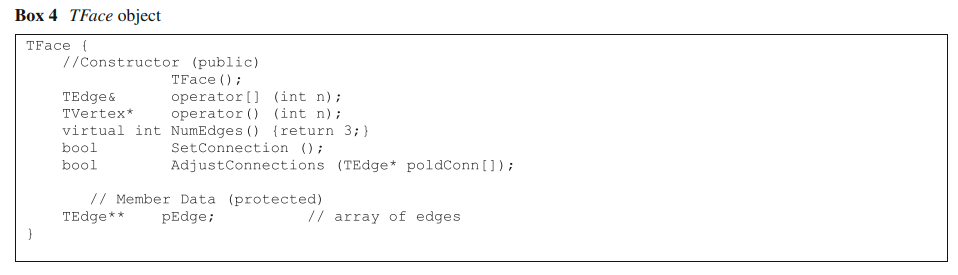 Box 4 TFace object
TFace {
//Constructor (public)
TFace();
TEdge& operator[] (int n);
TVertex* operator() (int n);
virtual int NumEdges() {return 3;}
bool SetConnection ();
bool AdjustConnections (TEdge* poldConn[]);
// Member Data (protected)
TEdge** pEdge; // array of edges
}